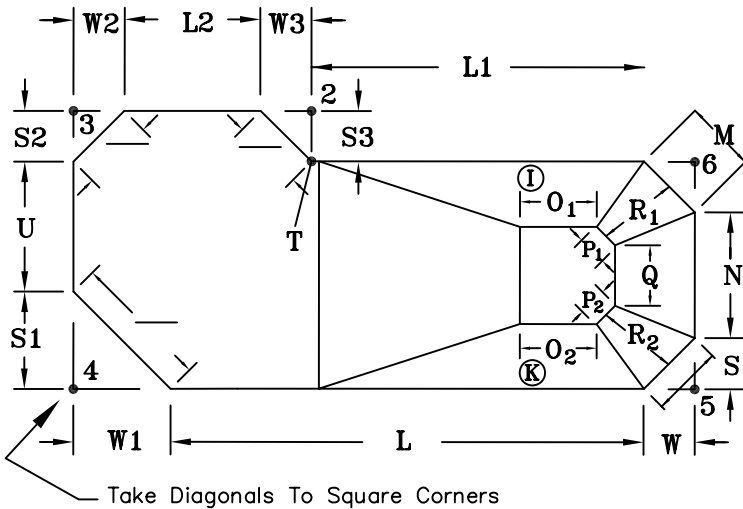 W2 L2 W3
L1
2
3
S2 S3 M
6
I
O1 R1
U T P1
Q N
P2
S1 R2
O2
4 K S
5
W1 L W
Take Diagonals To Square Corners